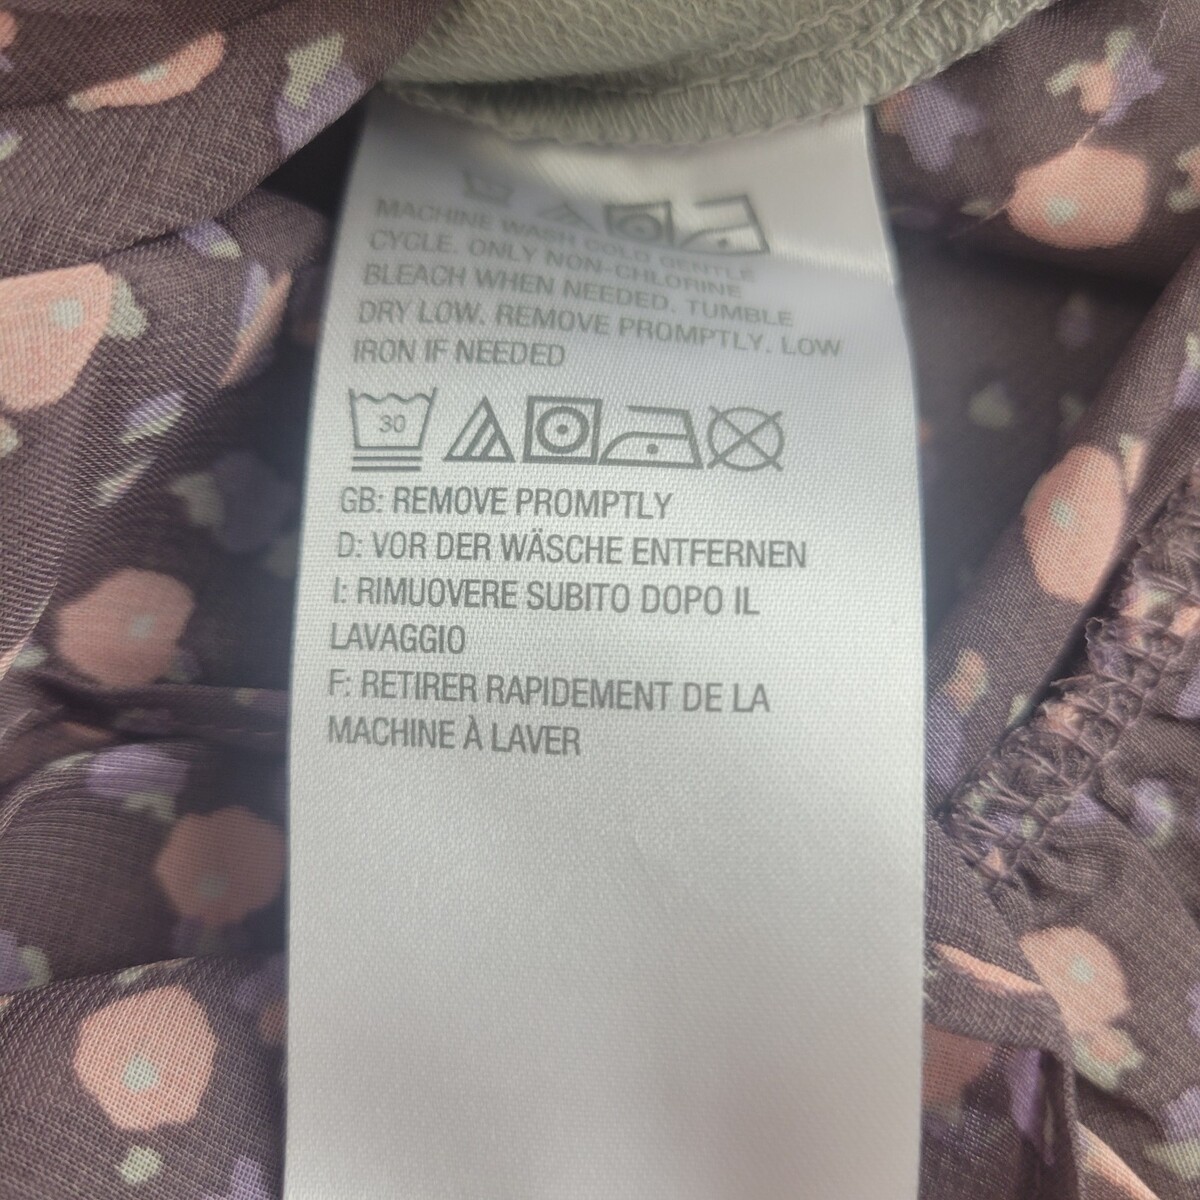 MACHINE WASH COLD GENTLE
CYCLE. ONLY NON-CHLORINE
BLEACH WHEN NEEDED. TUMBLE
DRY LOW. REMOVE PROMPTLY. LOW
IRON IF NEEDED
30
GB: REMOVE PROMPTLY
D: VOR DER WÄSCHE ENTFERNEN
I: RIMUOVERE SUBITO DOPO IL
LAVAGGIO
F: RETIRER RAPIDEMENT DE LA
MACHINE À LAVER